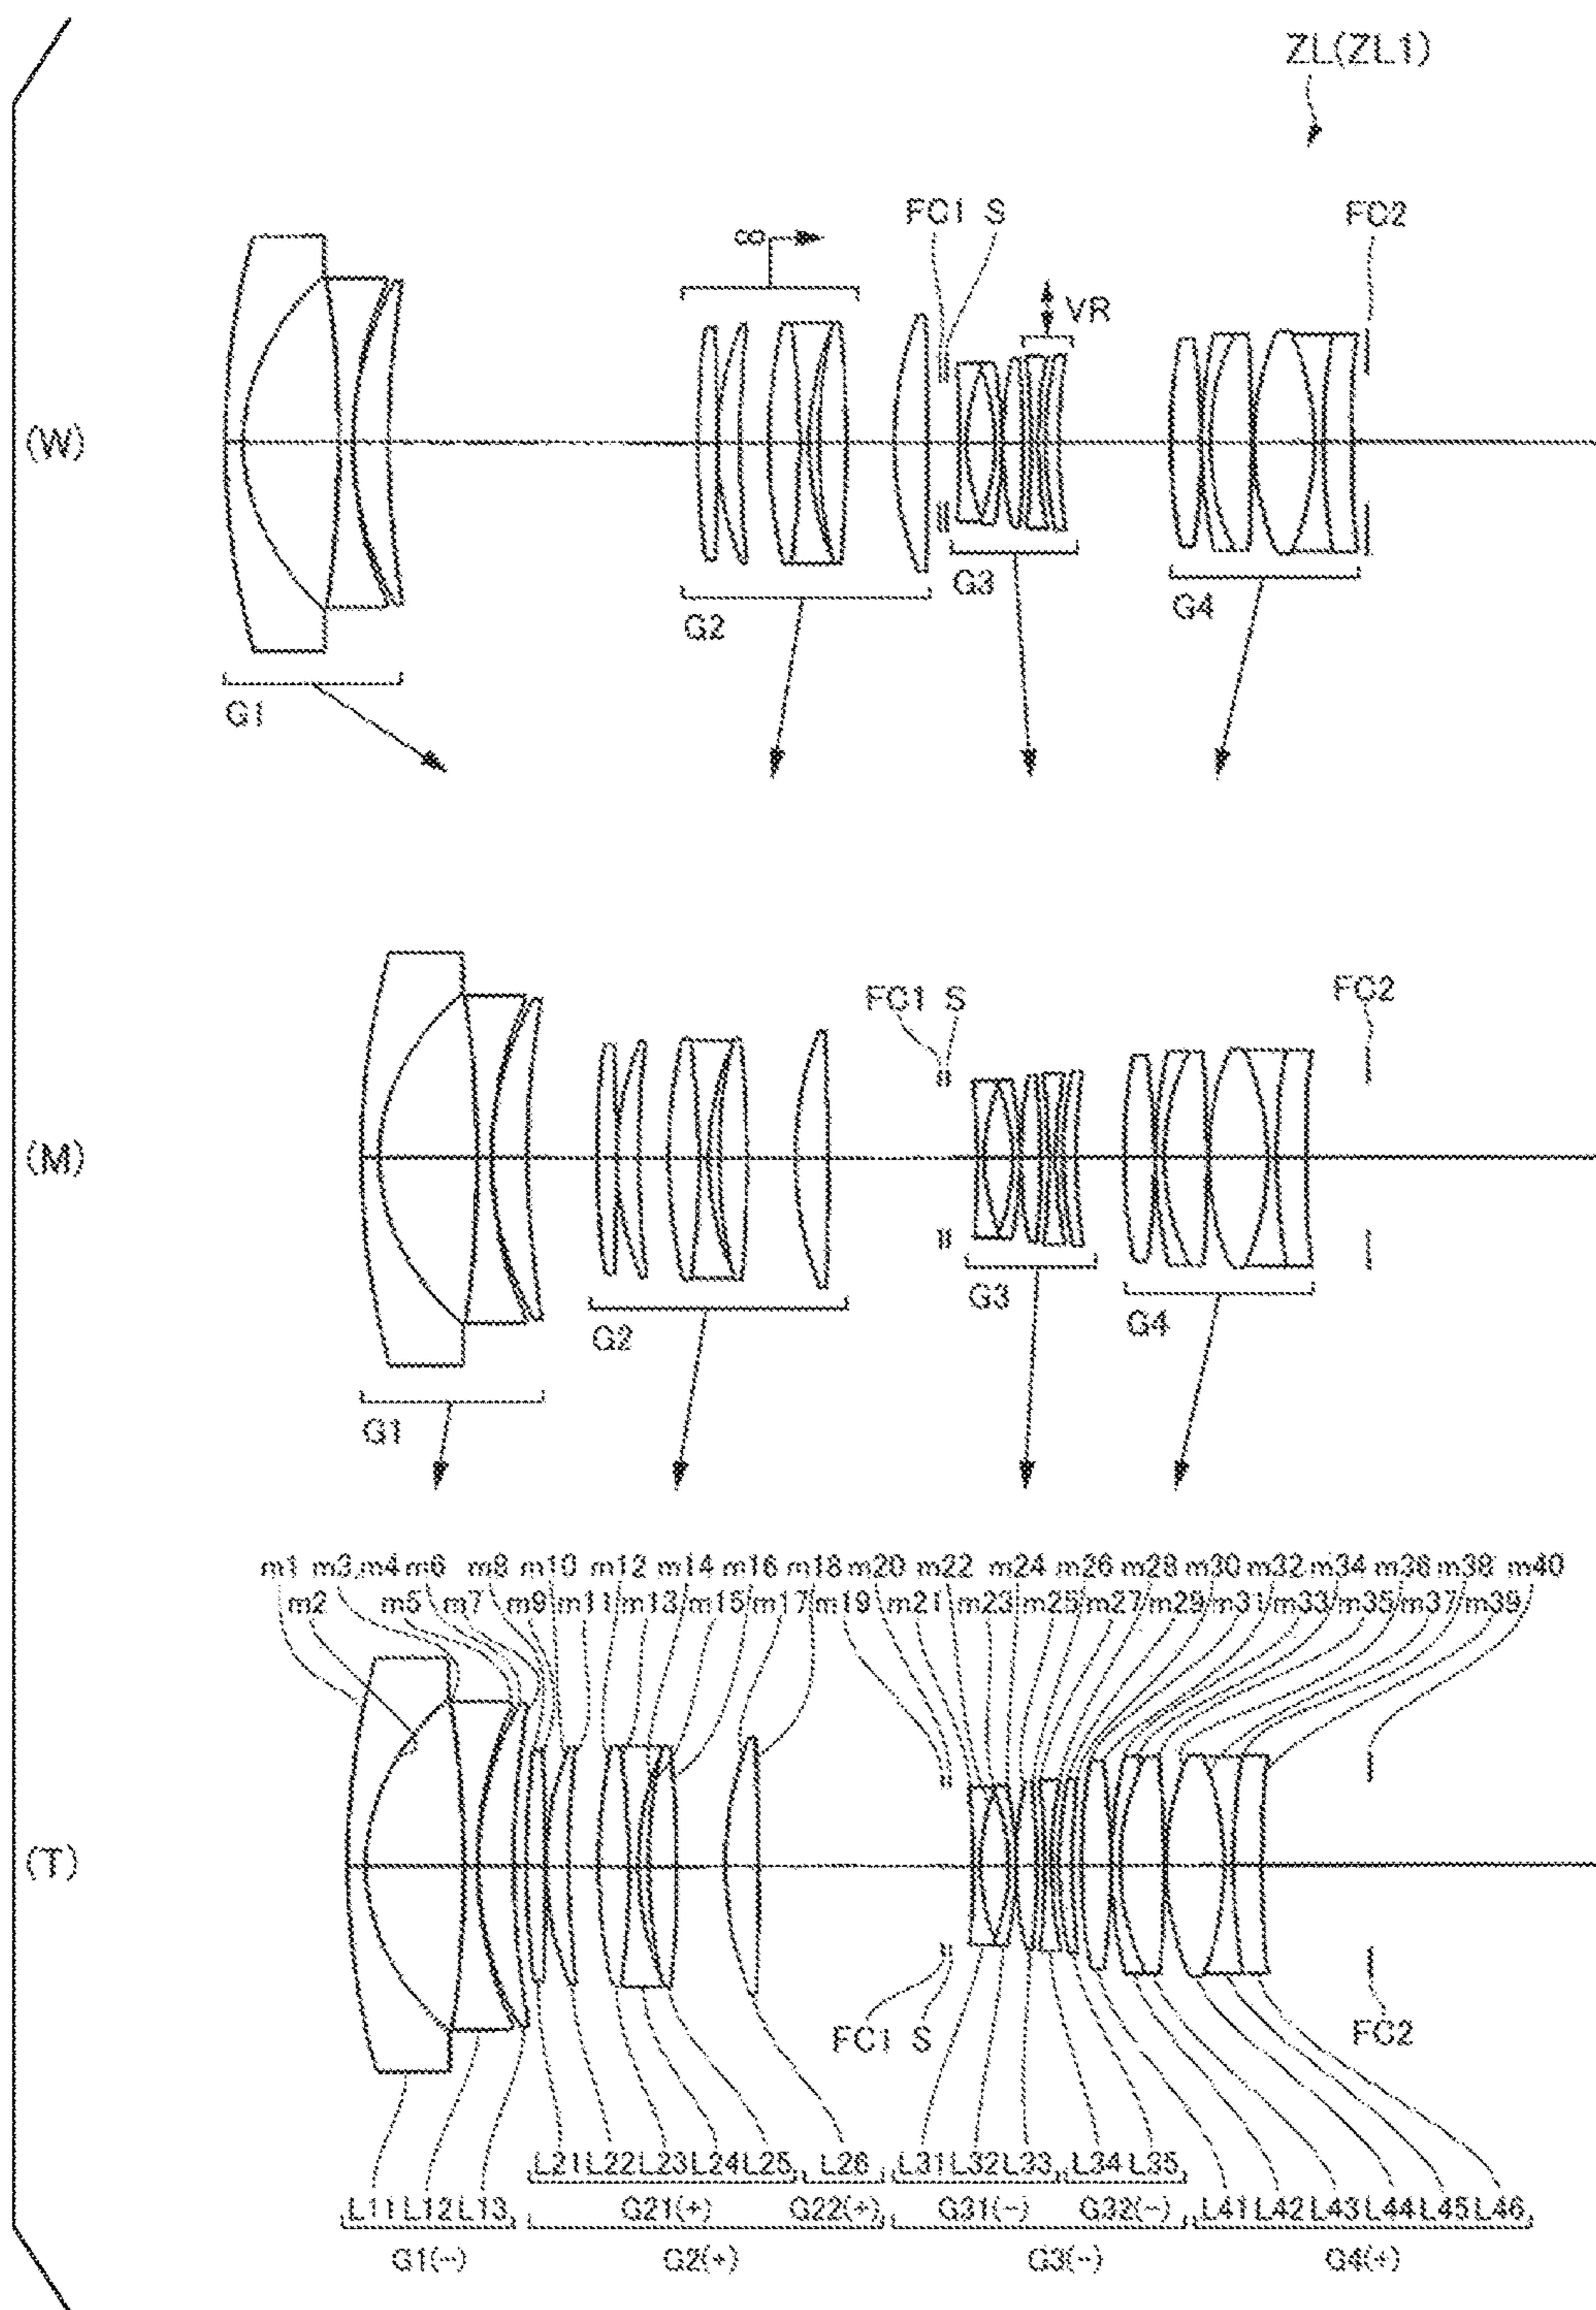 ZL(ZL1)
FC1 S FC2
∞
VR
(W)
G3
G4
G2
G1
FC1 S FC2
(M)
G3
G4
G2
G1
m1 m3 m4 m6 m8 m10 m12 m14 m16 m18 m20 m22 m24 m26 m28 m30 m32 m34 m36 m38 m40
m2 m5 m7 m9 m11 m13 m15 m17 m19 m21 m23 m25 m27 m29 m31 m33 m35 m37 m39
(T)
FC1 S FC2
L21 L22 L23 L24 L25 L26 L31 L32 L33 L34 L35
L11 L12 L13 G21(+) G22(+) G31(-) G32(-) L41 L42 L43 L44 L45 L46
G1(-) G2(+) G3(-) G4(+)